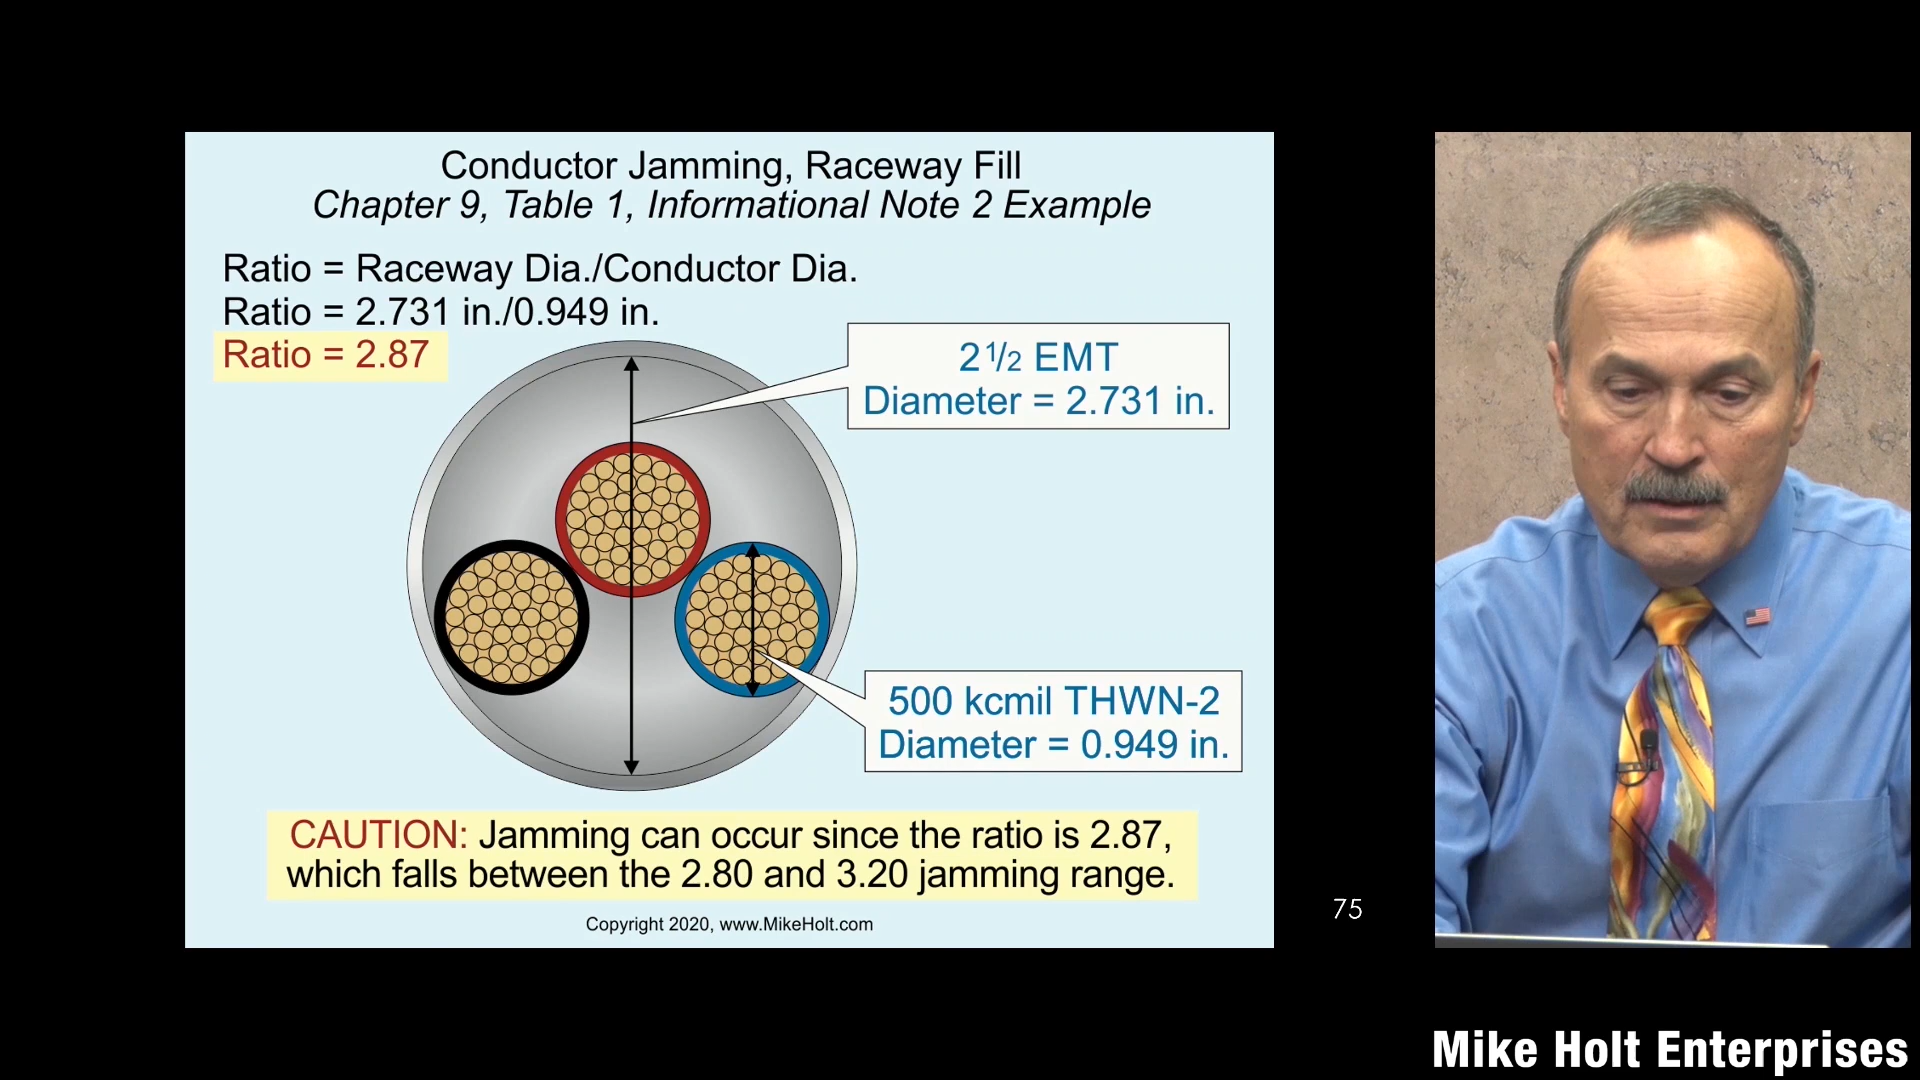 Conductor Jamming, Raceway Fill
Chapter 9, Table 1, Informational Note 2 Example
Ratio = Raceway Dia./Conductor Dia.
Ratio = 2.731 in./0.949 in.
Ratio = 2.87
2 1/2 EMT
Diameter = 2.731 in.
500 kcmil THWN-2
Diameter = 0.949 in.
CAUTION: Jamming can occur since the ratio is 2.87,
which falls between the 2.80 and 3.20 jamming range.
Copyright 2020, www.MikeHolt.com
75
Mike Holt Enterprises